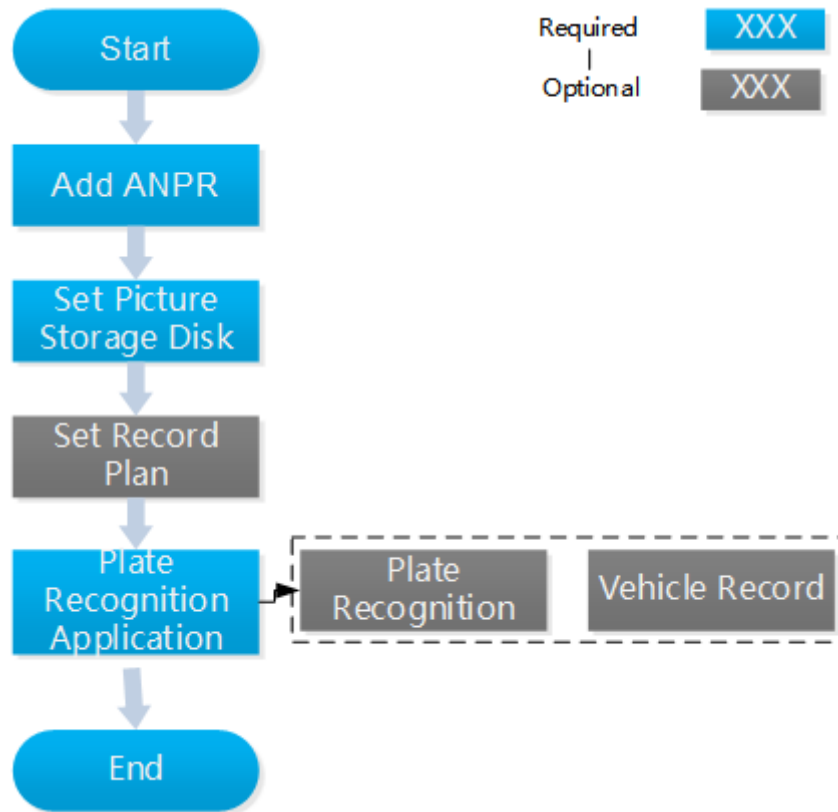 Start
Required
XXX
|
Optional
XXX
Add ANPR
Set Picture
Storage Disk
Set Record
Plan
Plate
Recognition
Application
Plate
Recognition
Vehicle Record
End